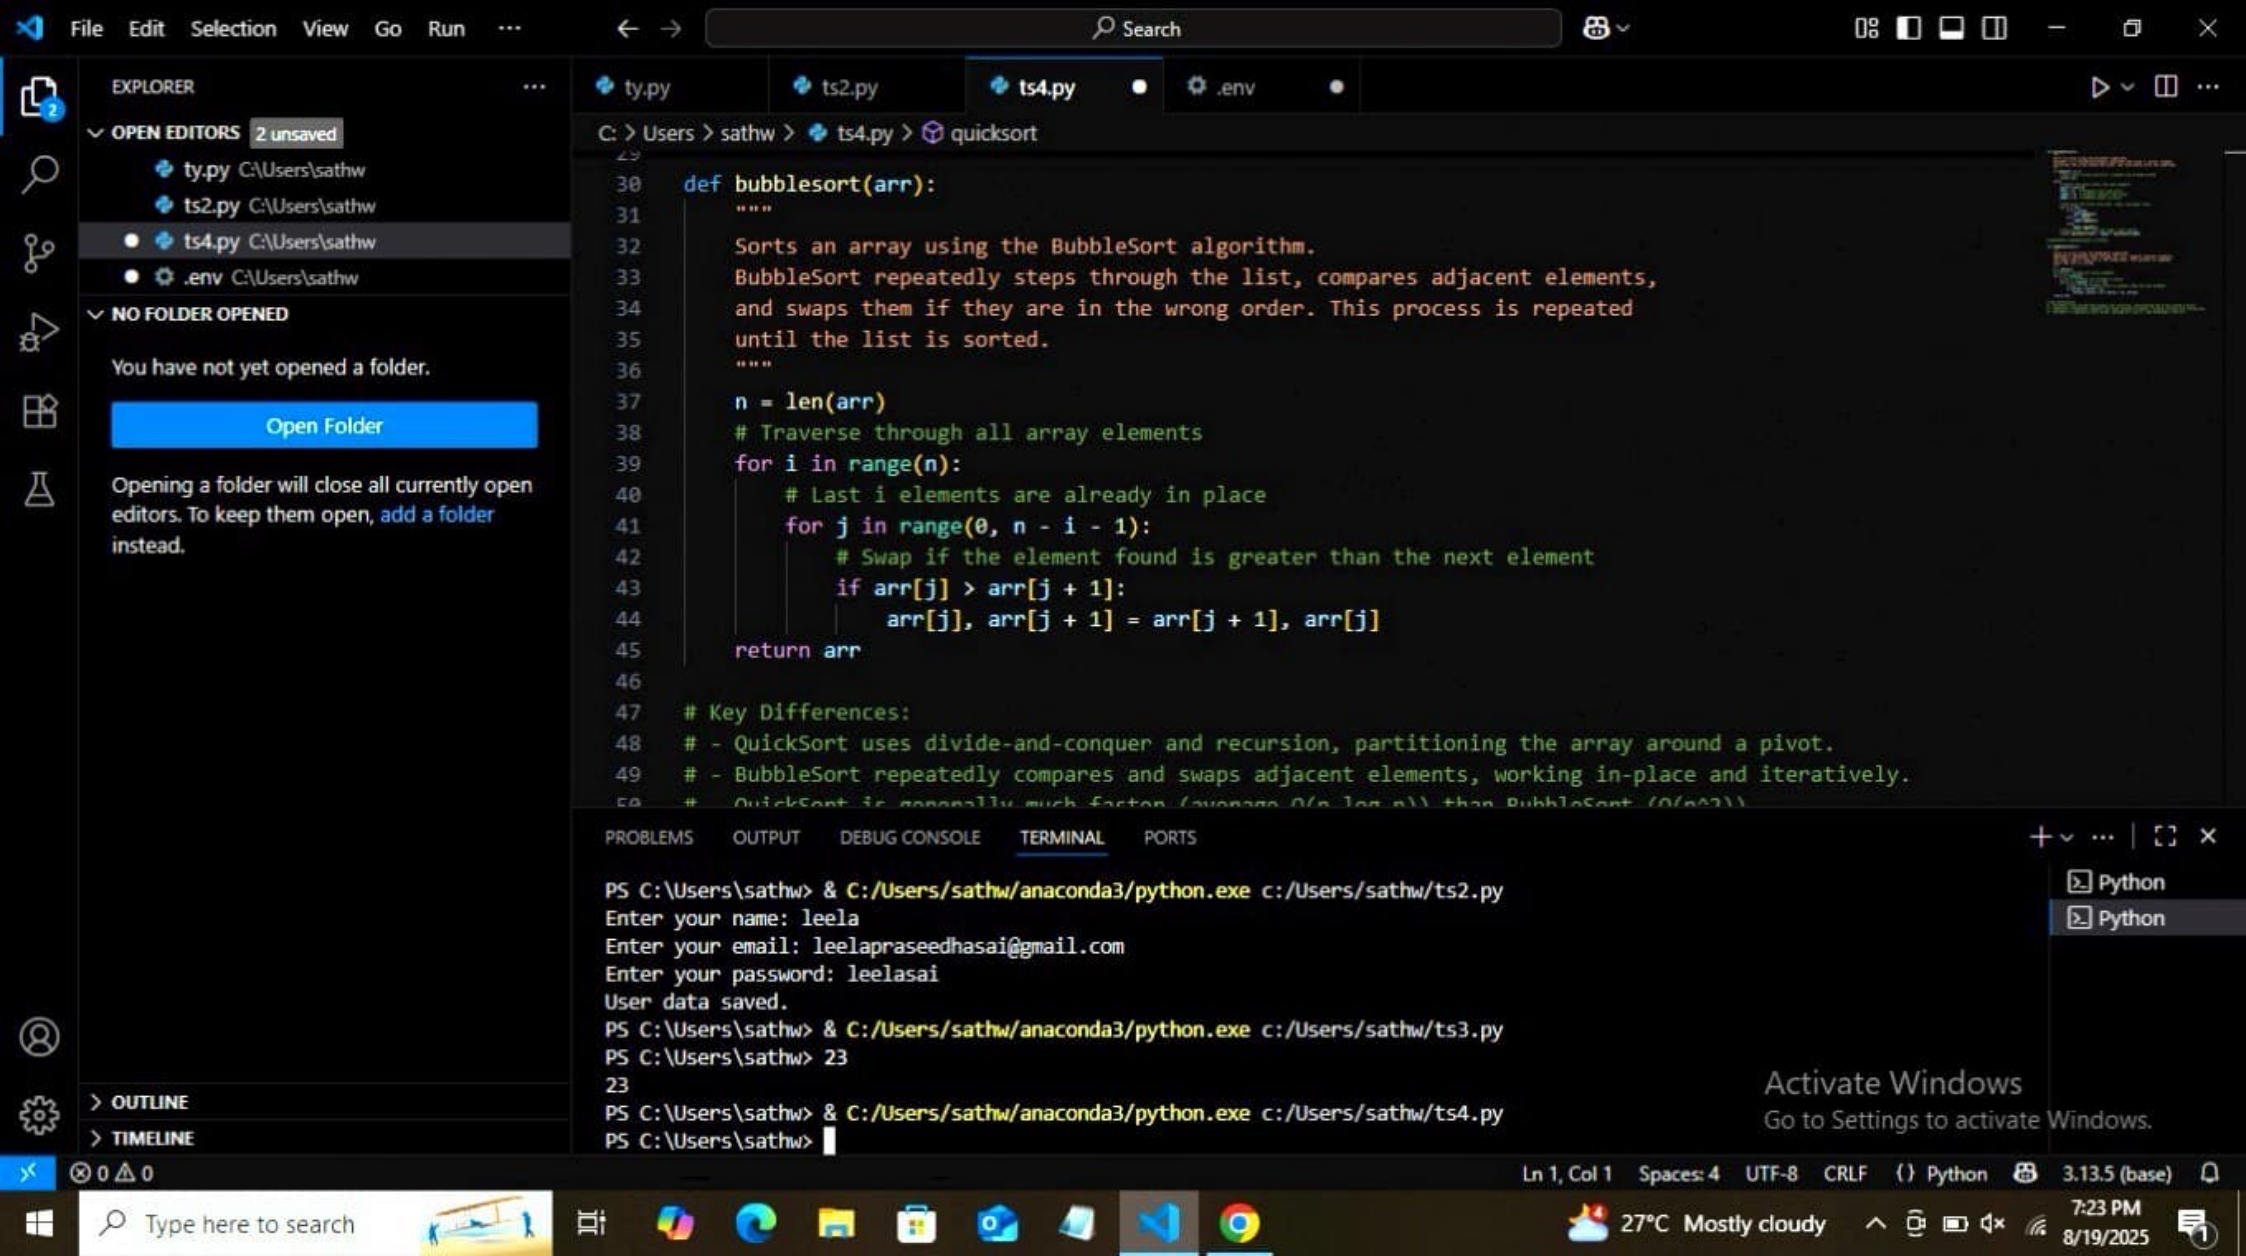 File Edit Selection View Go Run ···
Search
EXPLORER ···
OPEN EDITORS 2 unsaved
ty.py C:\Users\sathw
ts2.py C:\Users\sathw
ts4.py C:\Users\sathw
.env C:\Users\sathw
2
NO FOLDER OPENED
You have not yet opened a folder.
Open Folder
Opening a folder will close all currently open
editors. To keep them open, add a folder
instead.
OUTLINE
TIMELINE
ty.py ts2.py ts4.py .env
C: > Users > sathw > ts4.py > quicksort
29
30 def bubblesort(arr):
31 """
32 Sorts an array using the BubbleSort algorithm.
33 BubbleSort repeatedly steps through the list, compares adjacent elements,
34 and swaps them if they are in the wrong order. This process is repeated
35 until the list is sorted.
36 """
37 n = len(arr)
38 # Traverse through all array elements
39 for i in range(n):
40 # Last i elements are already in place
41 for j in range(0, n - i - 1):
42 # Swap if the element found is greater than the next element
43 if arr[j] > arr[j + 1]:
44 arr[j], arr[j + 1] = arr[j + 1], arr[j]
45 return arr
46
47 # Key Differences:
48 # - QuickSort uses divide-and-conquer and recursion, partitioning the array around a pivot.
49 # - BubbleSort repeatedly compares and swaps adjacent elements, working in-place and iteratively.
50 # - QuickSort is generally much faster (average O(n log n)) than BubbleSort (O(n^2))
PROBLEMS OUTPUT DEBUG CONSOLE TERMINAL PORTS
PS C:\Users\sathw> & C:/Users/sathw/anaconda3/python.exe c:/Users/sathw/ts2.py
Enter your name: leela
Enter your email: leelapraseedhasai@gmail.com
Enter your password: leelasai
User data saved.
PS C:\Users\sathw> & C:/Users/sathw/anaconda3/python.exe c:/Users/sathw/ts3.py
PS C:\Users\sathw> 23
23
PS C:\Users\sathw> & C:/Users/sathw/anaconda3/python.exe c:/Users/sathw/ts4.py
PS C:\Users\sathw>
Python
Python
Activate Windows
Go to Settings to activate Windows.
0 0 Ln 1, Col 1 Spaces: 4 UTF-8 CRLF {} Python 3.13.5 (base)
Type here to search
4
27°C Mostly cloudy
7:23 PM
8/19/2025
1